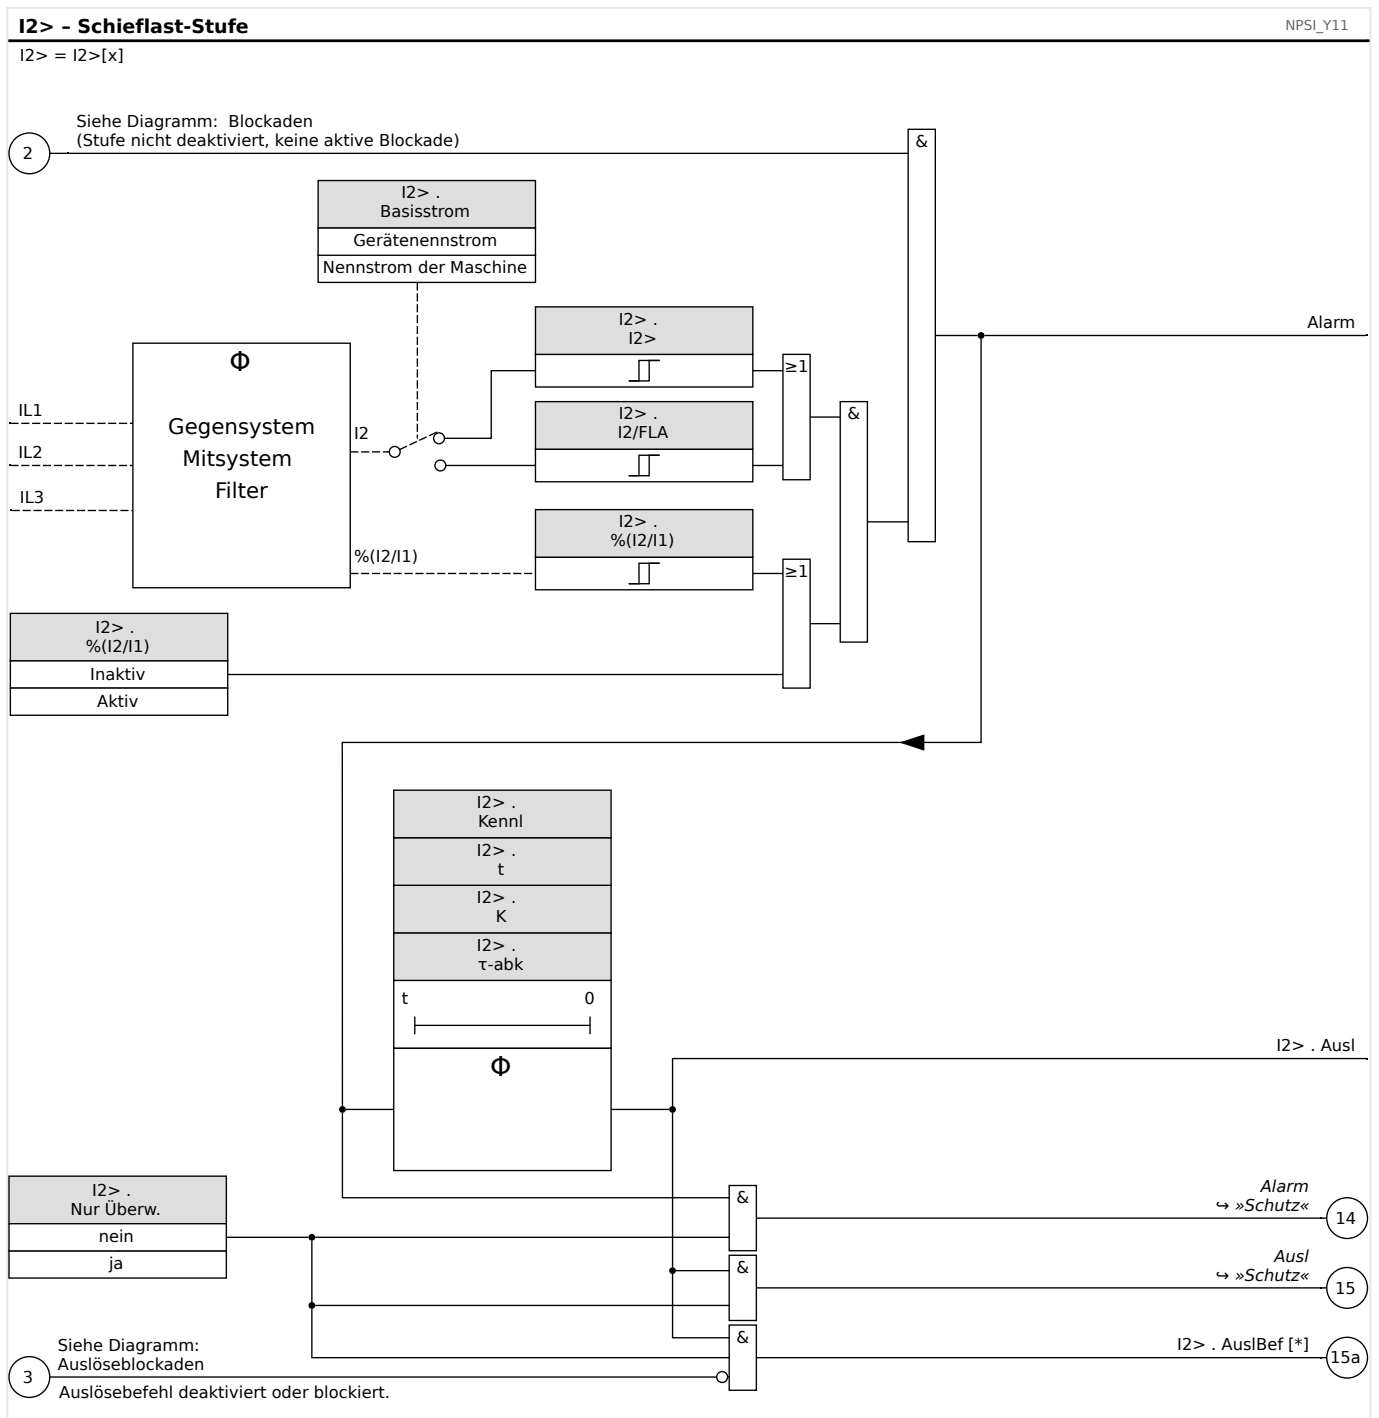 I2> – Schieflast-Stufe
NPSI_Y11
I2> = I2>[x]
Siehe Diagramm: Blockaden
(Stufe nicht deaktiviert, keine aktive Blockade)
2
&
I2> .
Basisstrom
Gerätenennstrom
Nennstrom der Maschine
I2> .
I2>
Alarm
≥1
Φ
Gegensystem
Mitsystem
Filter
IL1
IL2
IL3
I2
I2> .
I2/FLA
&
%(I2/I1)
I2> .
%(I2/I1)
≥1
I2> .
%(I2/I1)
Inaktiv
Aktiv
I2> .
Kennl
I2> .
t
I2> .
K
I2> .
τ-abk
t 0
Φ
I2> . Ausl
I2> .
Nur Überw.
nein
ja
&
Alarm
↪ »Schutz«
14
&
Ausl
↪ »Schutz«
15
&
I2> . AuslBef [*]
15a
Siehe Diagramm:
Auslöseblockaden
3
Auslösebefehl deaktiviert oder blockiert.